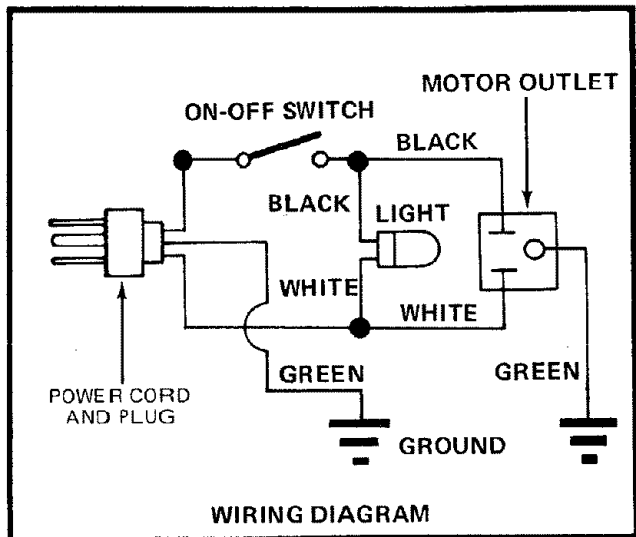 MOTOR OUTLET
ON-OFF SWITCH
BLACK
BLACK
LIGHT
WHITE
WHITE
GREEN
GREEN
POWER CORD
AND PLUG
GROUND
WIRING DIAGRAM